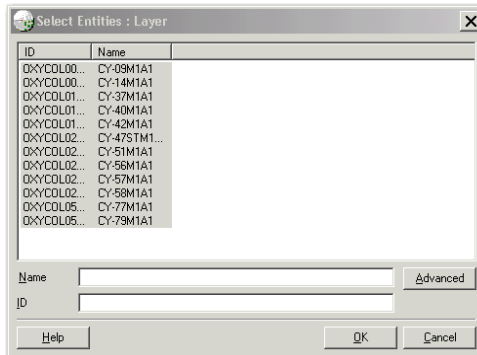 Select Entities : Layer
ID Name
OXYCOL00... CY-09M1A1
OXYCOL00... CY-14M1A1
OXYCOL01... CY-37M1A1
OXYCOL01... CY-40M1A1
OXYCOL01... CY-42M1A1
OXYCOL02... CY-47STM1...
OXYCOL02... CY-51M1A1
OXYCOL02... CY-56M1A1
OXYCOL02... CY-57M1A1
OXYCOL02... CY-58M1A1
OXYCOL05... CY-77M1A1
OXYCOL05... CY-79M1A1
Name Advanced
ID
Help OK Cancel